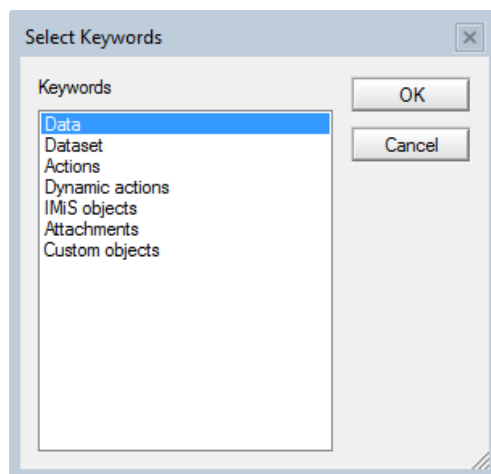 Select Keywords
Keywords
OK
Cancel
Data
Dataset
Actions
Dynamic actions
IMiS objects
Attachments
Custom objects